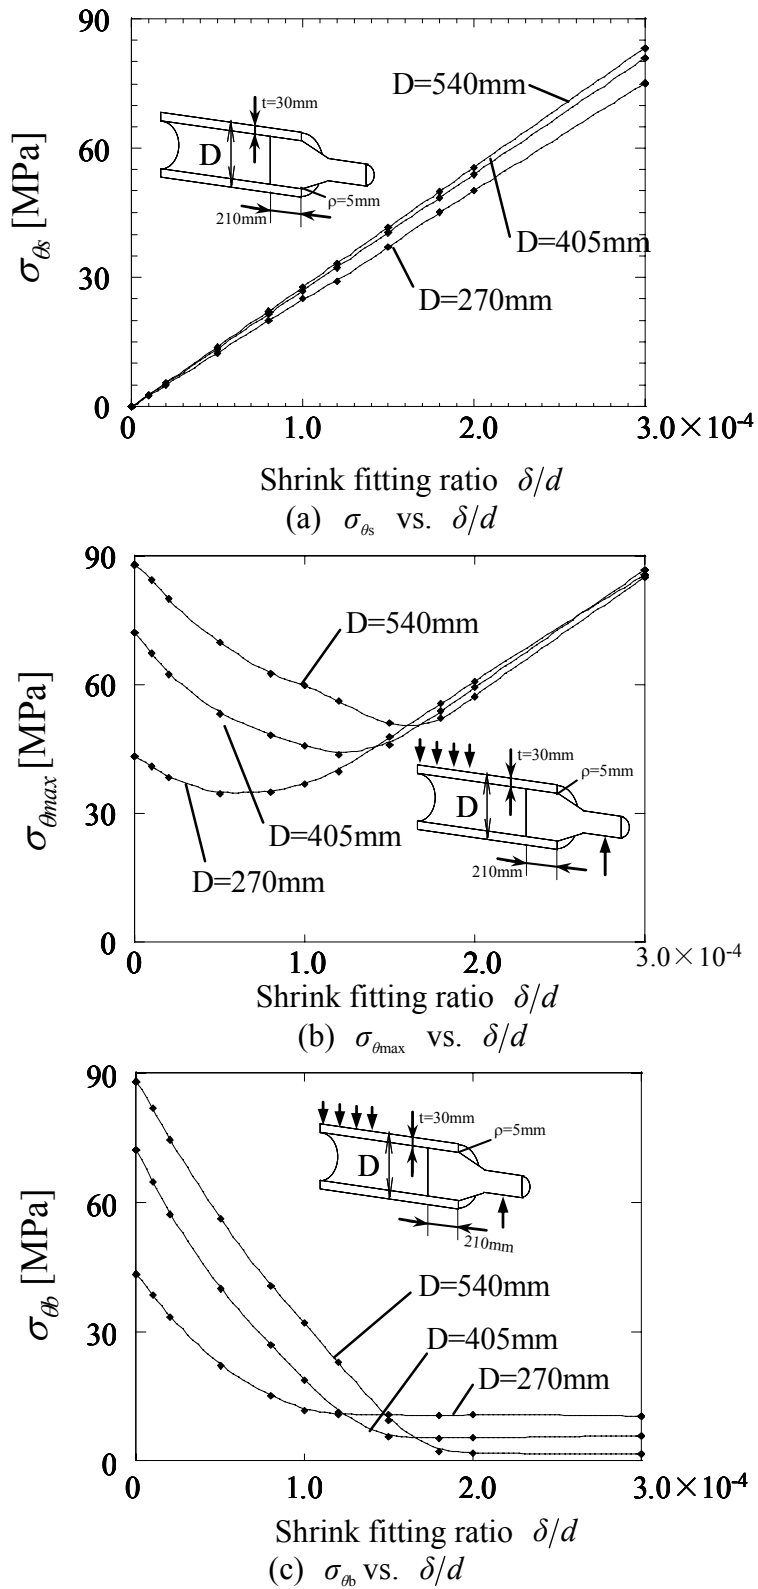 90
D=540mm
t=30mm
60
D
σθs [MPa]
ρ=5mm
210mm
D=405mm
30
D=270mm
0
0 1.0 2.0 3.0×10-4
Shrink fitting ratio δ/d
(a) σθs vs. δ/d
90
D=540mm
60
σθmax [MPa]
t=30mm
ρ=5mm
D
30
D=405mm
210mm
D=270mm
0
0 1.0 2.0 3.0×10-4
Shrink fitting ratio δ/d
(b) σθmax vs. δ/d
90
t=30mm
ρ=5mm
D
60
210mm
σθb [MPa]
D=540mm
30
D=405mm
D=270mm
0
0 1.0 2.0 3.0×10-4
Shrink fitting ratio δ/d
(c) σθb vs. δ/d